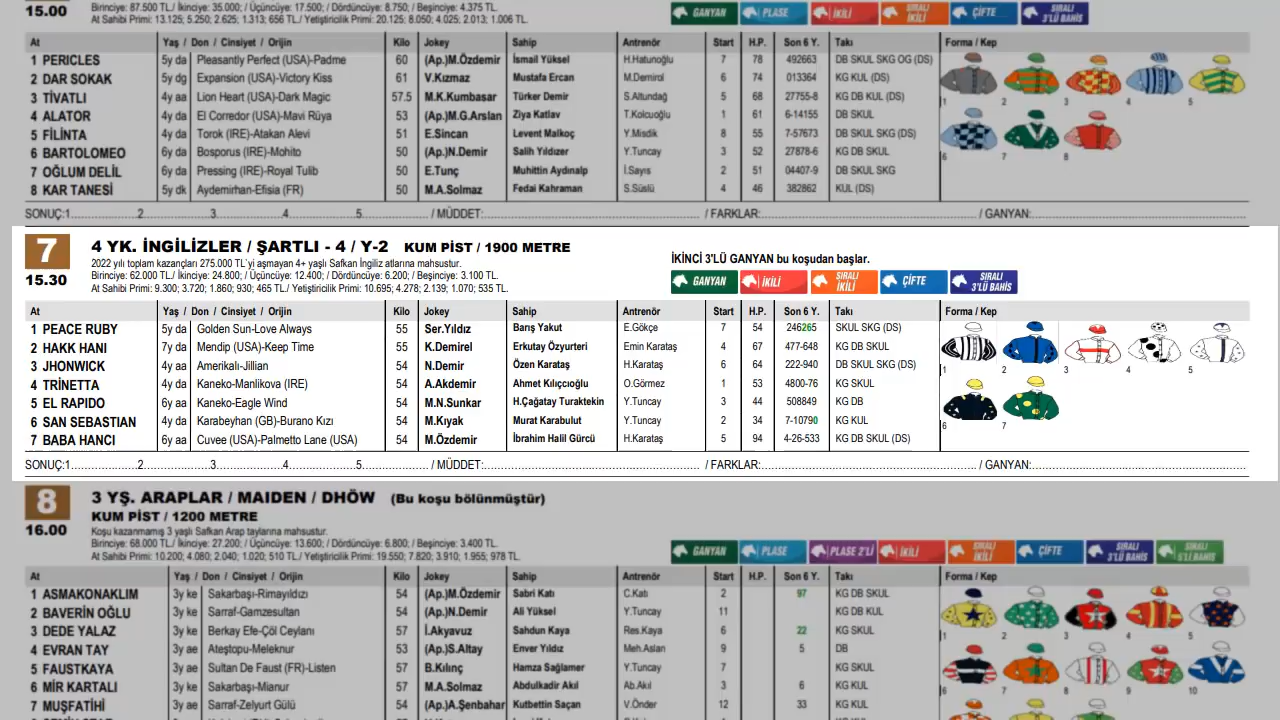 15.00 Birinciye: 87.500 TL./ İkinciye: 35.000; / Üçüncüye: 17.500; / Dördüncüye: 8.750; / Beşinciye: 4.375 TL.
At Sahibi Primi: 13.125; 5.250; 2.625; 1.313; 656 TL./ Yetiştiricilik Primi: 20.125; 8.050; 4.025; 2.013; 1.006 TL.
GANYAN PLASE İKİLİ SIRALI İKİLİ ÇİFTE SIRALI 3'LÜ BAHİS
At Yaş / Don / Cinsiyet / Orijin Kilo Jokey Sahip Antrenör Start H.P. Son 6 Y. Takı Forma / Kep
1 PERICLES 5y da Pleasantly Perfect (USA)-Padme 60 (Ap.)M.Özdemir İsmail Yüksel H.Hatunoğlu 7 78 492663 DB SKUL SKG OG (DS)
2 DAR SOKAK 5y dg Expansion (USA)-Victory Kiss 61 V.Kızmaz Mustafa Ercan M.Demirol 6 74 013364 KG KUL (DS)
3 TİVATLI 4y aa Lion Heart (USA)-Dark Magic 57.5 M.K.Kumbasar Türker Demir S.Altundağ 5 68 27755-8 KG DB KUL (DS)
4 ALATOR 4y da El Corredor (USA)-Mavi Rüya 53 (Ap.)M.G.Arslan Ziya Katlav T.Kolcuoğlu 1 61 6-14155 DB SKUL
5 FİLİNTA 4y da Torok (IRE)-Atakan Alevi 51 E.Sincan Levent Malkoç Y.Misdik 8 55 7-57673 DB SKUL SKG (DS)
6 BARTOLOMEO 6y da Bosporus (IRE)-Mohito 50 (Ap.)N.Demir Salih Yıldızer Y.Tuncay 3 52 27878-6 KG DB SKUL
7 OĞLUM DELİL 6y da Pressing (IRE)-Royal Tulib 50 E.Tunç Muhittin Aydınalp İ.Sayıs 2 51 04407-9 DB SKUL SKG
8 KAR TANESİ 5y dk Aydemirhan-Efisia (FR) 50 M.A.Solmaz Fedai Kahraman S.Süslü 4 46 382862 KUL (DS)
1 2 3 4 5
6 7 8
SONUÇ:1 2 3 4 5 / MÜDDET: / FARKLAR: / GANYAN:
7 4 YK. İNGİLİZLER / ŞARTLI - 4 / Y-2 KUM PİST / 1900 METRE
15.30 2022 yılı toplam kazançları 275.000 TL´yi aşmayan 4+ yaşlı Safkan İngiliz atlarına mahsustur.
Birinciye: 62.000 TL./ İkinciye: 24.800; / Üçüncüye: 12.400; / Dördüncüye: 6.200; / Beşinciye: 3.100 TL.
At Sahibi Primi: 9.300; 3.720; 1.860; 930; 465 TL./ Yetiştiricilik Primi: 10.695; 4.278; 2.139; 1.070; 535 TL.
İKİNCİ 3'LÜ GANYAN bu koşudan başlar.
GANYAN İKİLİ SIRALI İKİLİ ÇİFTE SIRALI 3'LÜ BAHİS
At Yaş / Don / Cinsiyet / Orijin Kilo Jokey Sahip Antrenör Start H.P. Son 6 Y. Takı Forma / Kep
1 PEACE RUBY 5y da Golden Sun-Love Always 55 Ser.Yıldız Barış Yakut E.Gökçe 7 54 246265 SKUL SKG (DS)
2 HAKK HANI 7y da Mendip (USA)-Keep Time 55 K.Demirel Erkutay Özyurteri Emin Karataş 4 67 477-648 KG DB SKUL
3 JHONWICK 4y aa Amerikalı-Jillian 54 N.Demir Özen Karataş H.Karataş 6 64 222-940 DB SKUL SKG (DS)
4 TRİNETTA 4y da Kaneko-Manlikova (IRE) 54 A.Akdemir Ahmet Kılıçcıoğlu O.Görmez 1 53 4800-76 KG SKUL
5 EL RAPIDO 6y aa Kaneko-Eagle Wind 54 M.N.Sunkar H.Çağatay Turaktekin Y.Tuncay 3 44 508849 KG DB
6 SAN SEBASTIAN 4y da Karabeyhan (GB)-Burano Kızı 54 M.Kıyak Murat Karabulut Y.Tuncay 2 34 7-10790 KG KUL
7 BABA HANCI 6y aa Cuvee (USA)-Palmetto Lane (USA) 54 M.Özdemir İbrahim Halil Gürcü H.Karataş 5 94 4-26-533 KG DB SKUL (DS)
1 2 3 4 5
6 7
SONUÇ:1 2 3 4 5 / MÜDDET: / FARKLAR: / GANYAN:
8 3 YŞ. ARAPLAR / MAIDEN / DHÖW (Bu koşu bölünmüştür)
16.00 KUM PİST / 1200 METRE
Koşu kazanmamış 3 yaşlı Safkan Arap taylarına mahsustur.
Birinciye: 68.000 TL./ İkinciye: 27.200; / Üçüncüye: 13.600; / Dördüncüye: 6.800; / Beşinciye: 3.400 TL.
At Sahibi Primi: 10.200; 4.080; 2.040; 1.020; 510 TL./ Yetiştiricilik Primi: 19.550; 7.820; 3.910; 1.955; 978 TL.
GANYAN PLASE PLASE 2'Lİ İKİLİ SIRALI İKİLİ ÇİFTE SIRALI 3'LÜ BAHİS SIRALI 5'Lİ BAHİS
At Yaş / Don / Cinsiyet / Orijin Kilo Jokey Sahip Antrenör Start H.P. Son 6 Y. Takı Forma / Kep
1 ASMAKONAKLIM 3y ke Sakarbaşı-Rimayıldızı 54 (Ap.)M.Özdemir Sabri Katı C.Katı 2 97 KG DB SKUL
2 BAVERİN OĞLU 3y ke Sarraf-Gamzesultan 54 (Ap.)N.Demir Ali Yüksel Y.Tuncay 11 KG DB KUL
3 DEDE YALAZ 3y ke Berkay Efe-Çöl Ceylanı 57 İ.Akyavuz Sahdun Kaya Res.Kaya 6 22 KG SKUL
4 EVRAN TAY 3y ae Ateştopu-Meleknur 53 (Ap.)S.Altay Enver Yıldız Meh.Aslan 9 5 DB
5 FAUSTKAYA 3y ae Sultan De Faust (FR)-Listen 57 B.Kılınç Hamza Sağlamer Y.Tuncay 7 KG SKUL
6 MİR KARTALI 3y ke Sakarbaşı-Mianur 57 M.A.Solmaz Abdulkadir Akıl Ab.Akıl 3 6 KG KUL
7 MUŞFATİHİ 3y ae Sarraf-Zelyurt Gülü 54 (Ap.)A.Şenbahar Kutbettin Saçan V.Önder 12 33 KG KUL
1 2 3 4 5
6 7 8 9 10